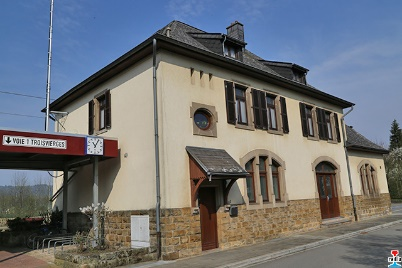 ↓ VOIE 1 TROISVIERGES